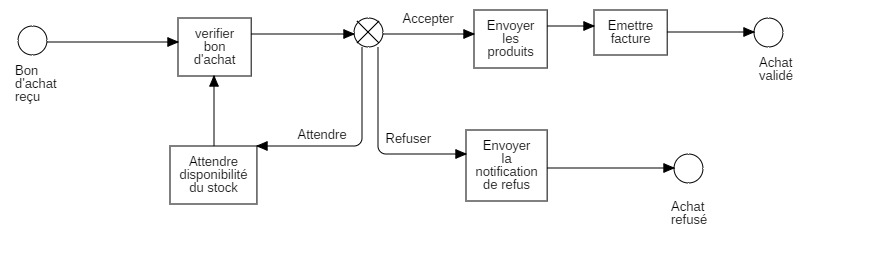 Bon
d'achat
reçu
verifier
bon
d'achat
Accepter
Envoyer
les
produits
Emettre
facture
Achat
validé
Attendre
Refuser
Attendre
disponibilité
du stock
Envoyer
la
notification
de refus
Achat
refusé